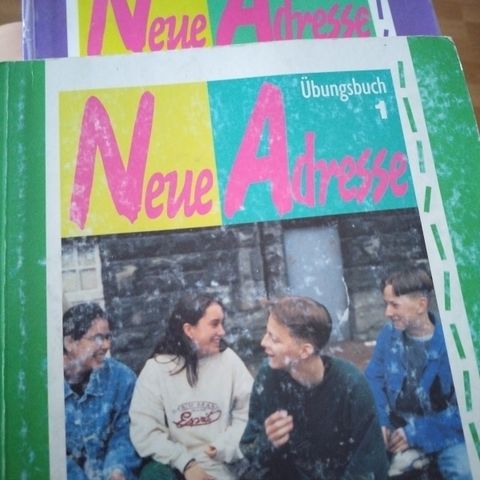 Neue Adresse
Übungsbuch
1
Neue Adresse
Esprit